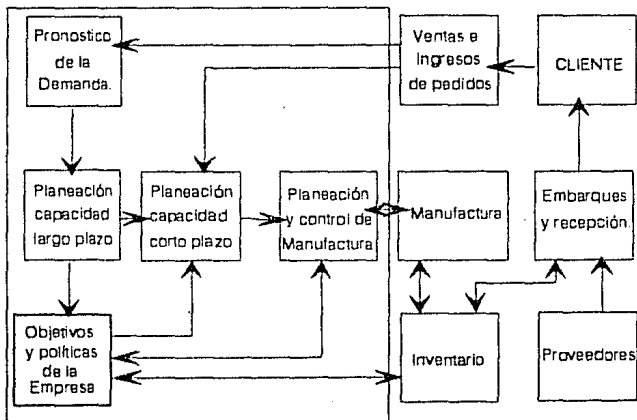 Pronostico
de la
Demanda.
Ventas e
Ingresos
de pedidos
CLIENTE
Planeación
capacidad
largo plazo
Planeación
capacidad
corto plazo
Planeación
y control de
Manufactura
Manufactura
Embarques
y recepción.
Objetivos
y políticas
de la
Empresa
Inventario
Proveedores